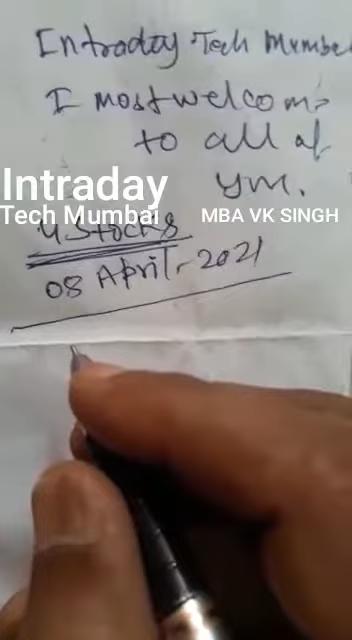 Intraday Tech Mumbai
I most welcome
to all of
you.
Intraday
Tech Mumbai MBA VK SINGH
4 Stocks
08 April - 2021